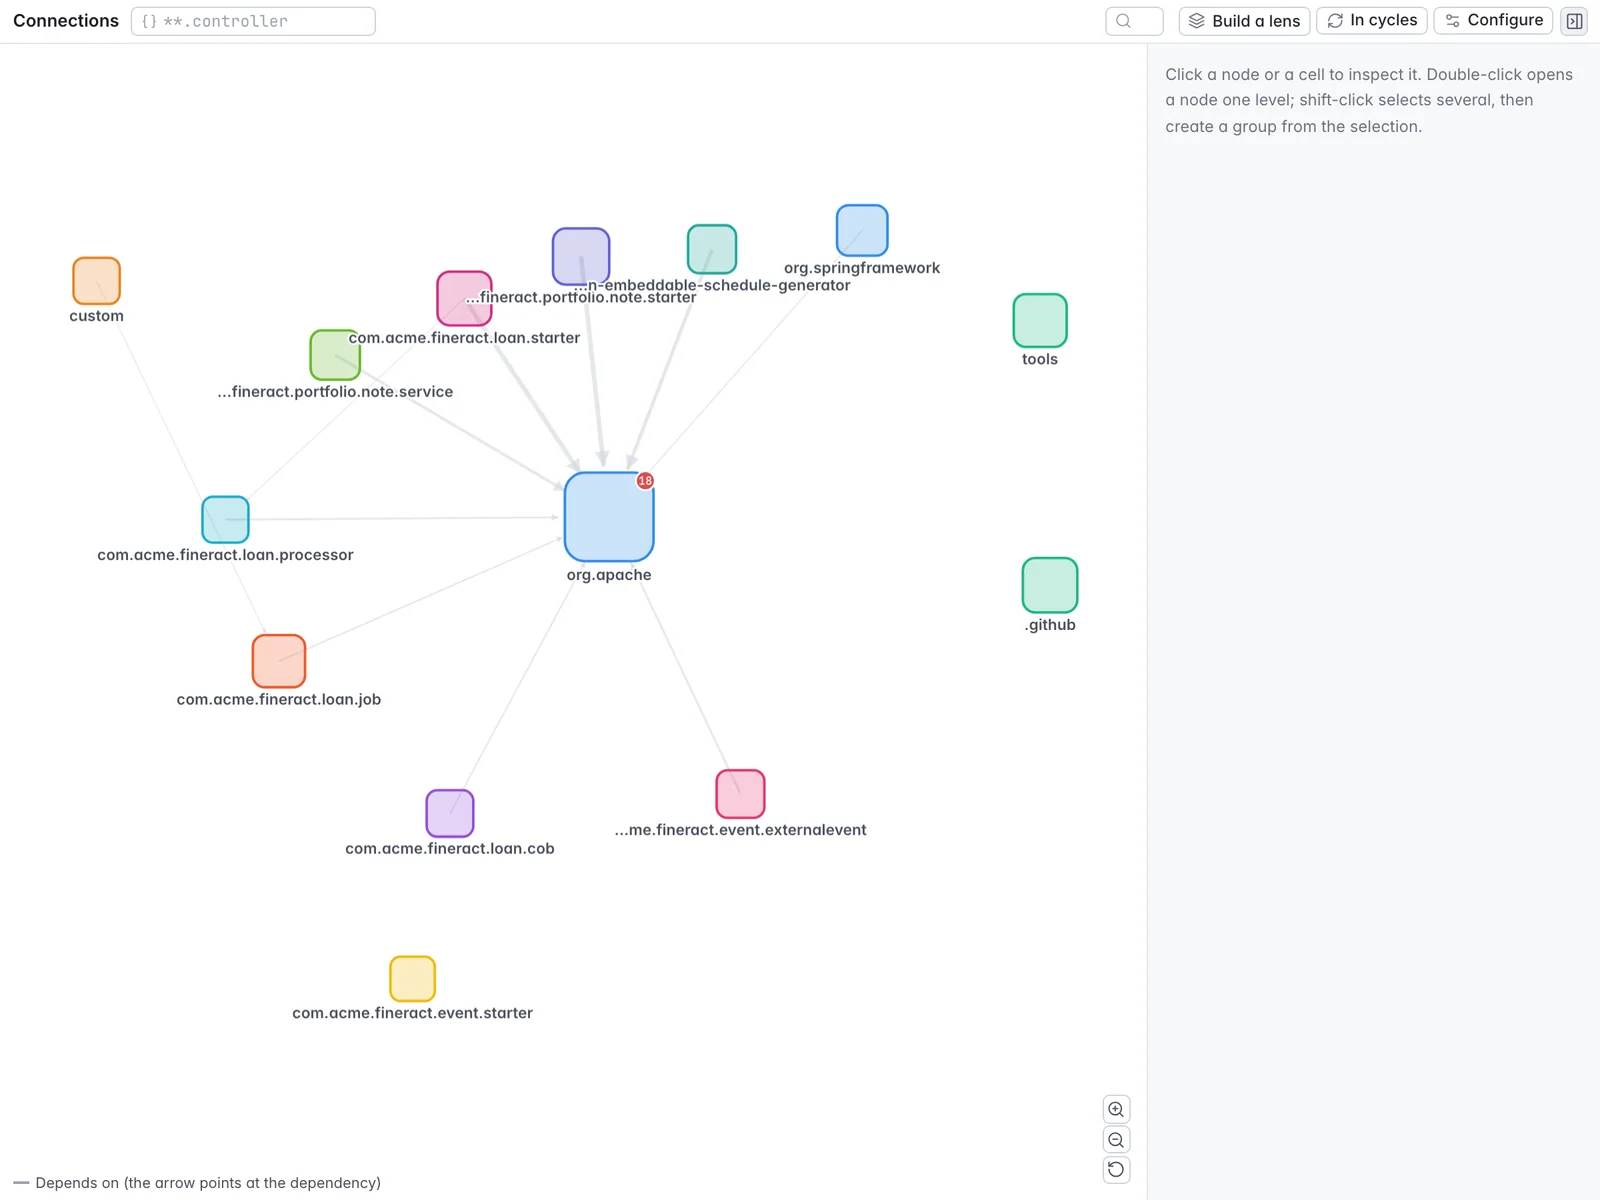 Connections
{} **.controller
Build a lens
In cycles
Configure
Click a node or a cell to inspect it. Double-click opens
a node one level; shift-click selects several, then
create a group from the selection.
org.springframework
...n-embeddable-schedule-generator
...fineract.portfolio.note.starter
custom
com.acme.fineract.loan.starter
tools
...fineract.portfolio.note.service
18
com.acme.fineract.loan.processor
org.apache
.github
com.acme.fineract.loan.job
...me.fineract.event.externalevent
com.acme.fineract.loan.cob
com.acme.fineract.event.starter
Depends on (the arrow points at the dependency)